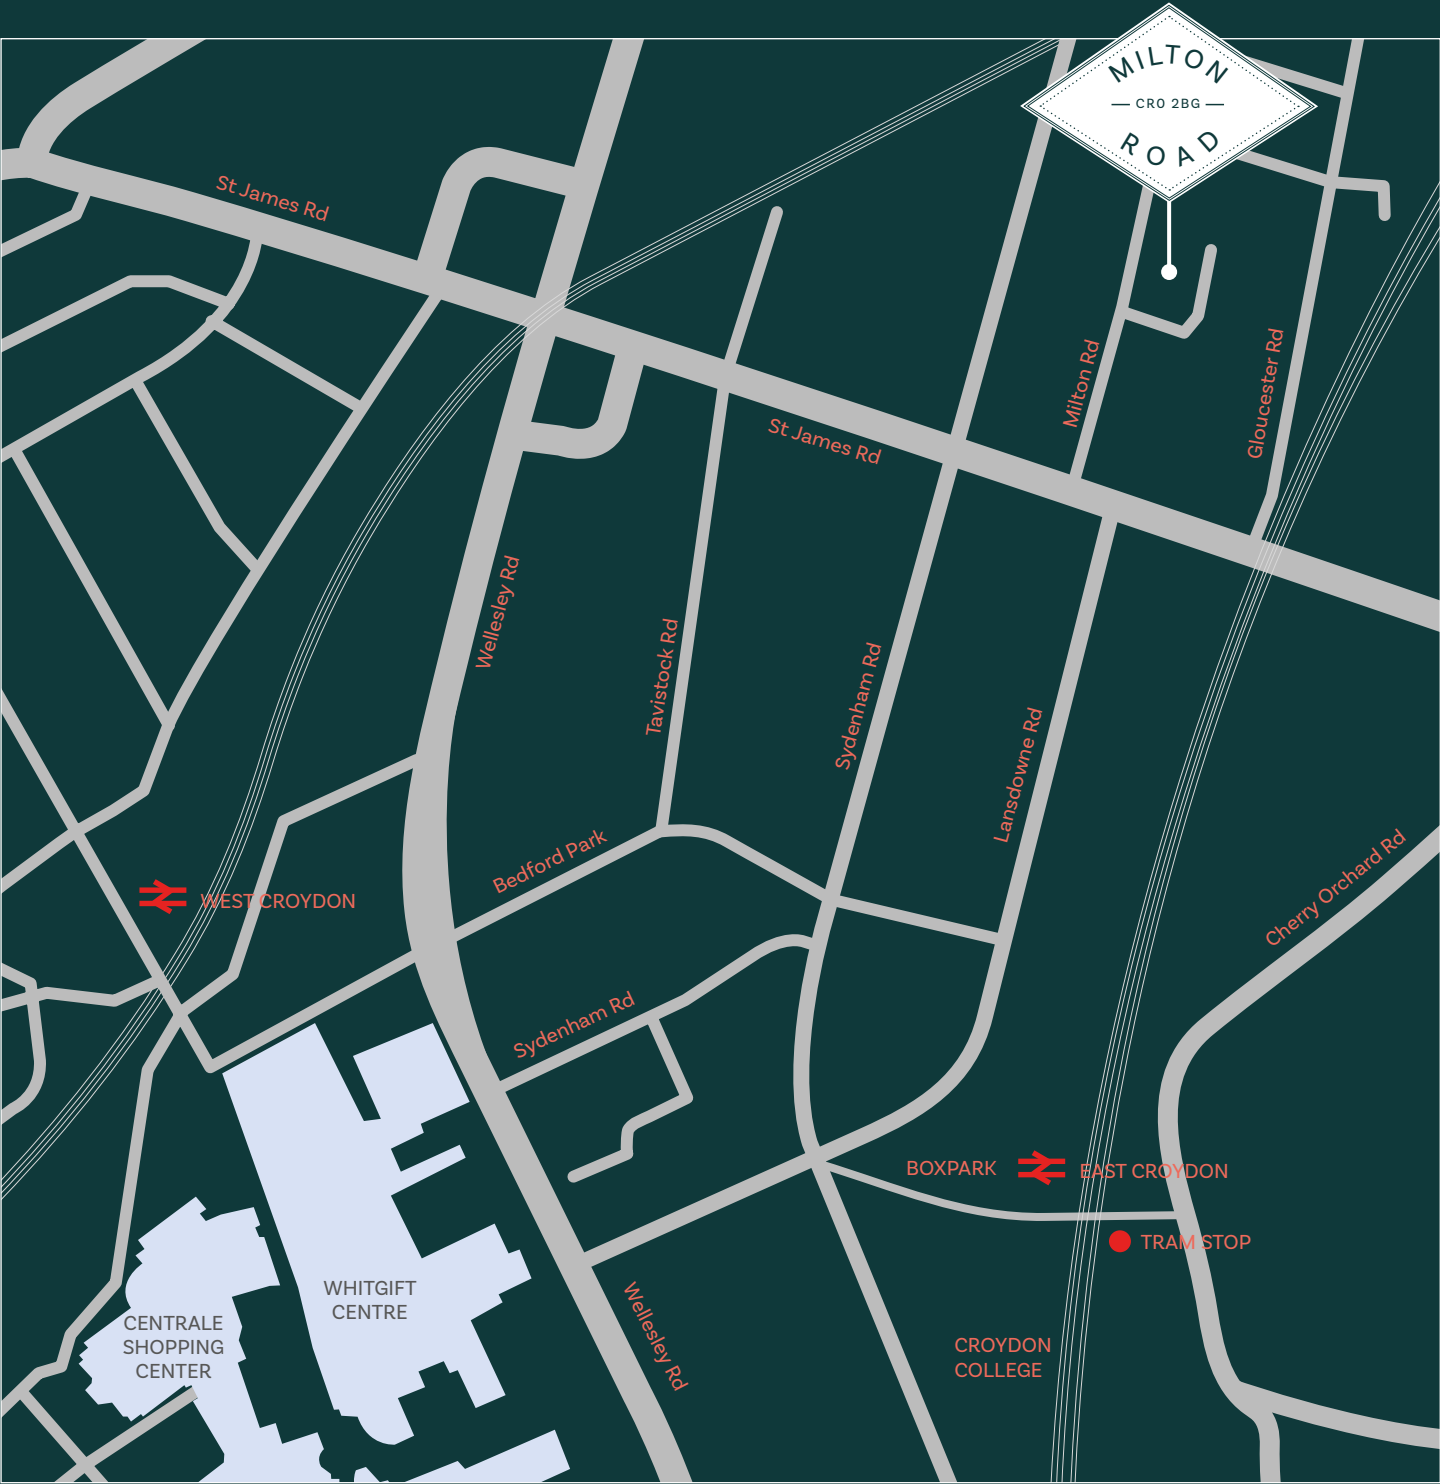 MILTON
CR0 2BG
ROAD
St James Rd
Milton Rd
Gloucester Rd
St James Rd
Wellesley Rd
Tavistock Rd
Sydenham Rd
Lansdowne Rd
Bedford Park
Cherry Orchard Rd
WEST CROYDON
Sydenham Rd
BOXPARK
EAST CROYDON
TRAM STOP
WHITGIFT
CENTRE
CENTRALE
SHOPPING
CENTER
Wellesley Rd
CROYDON
COLLEGE